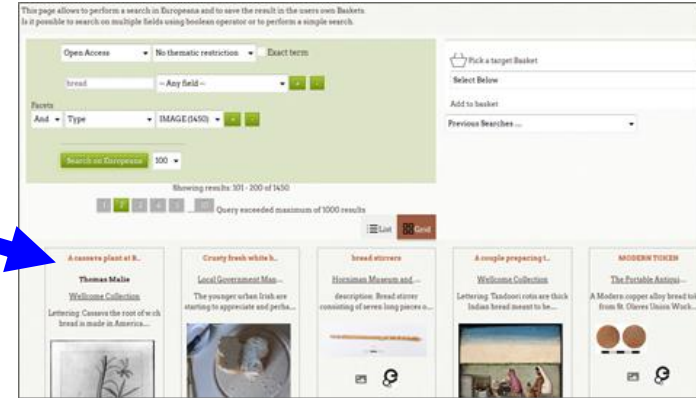 This page allows to perform a search in Europeana and to save the result in the users own Baskets.
Is it possible to search on multiple fields using boolean operator or to perform a simple search.
Open Access
No thematic restriction
Exact term
Pick a target Basket
bread
-- Any field --
Select Below
Facets
Add to basket
And
Type
IMAGE (1450)
Previous Searches ...
Search on Europeana
100
Showing results: 101 - 200 of 1450
1 2 3 4 5 ... 10 Query exceeded maximum of 1000 results
List
Grid
A cassava plant at B..
Thomas Malie
Wellcome Collection
Lettering: Cassava the root of w:ch
bread is made in America....
Crusty fresh white b..
Local Government Man...
The younger urban Irish are
starting to appreciate and perha...
bread stirrers
Horniman Museum and ...
description: Bread stirrer
consisting of seven long pieces o...
A couple preparing t..
Wellcome Collection
Lettering: Tandoori rotis are thick
Indian bread meant to be...
MODERN TOKEN
The Portable Antiqui...
A Modern copper alloy bread to
from St. Olaves Union Work...